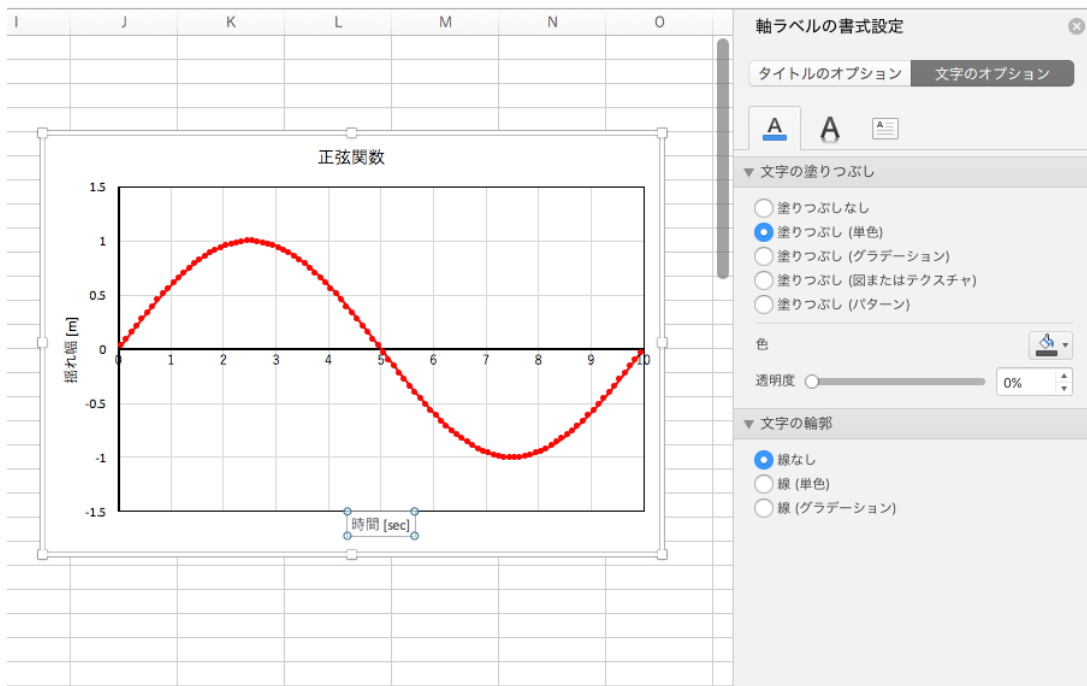 I J K L M N O
正弦関数
1.5
1
0.5
0
-0.5
-1
-1.5
揺れ幅 [m]
0 1 2 3 4 5 6 7 8 9 10
時間 [sec]
軸ラベルの書式設定
タイトルのオプション 文字のオプション
A A A
文字の塗りつぶし
塗りつぶしなし
塗りつぶし (単色)
塗りつぶし (グラデーション)
塗りつぶし (図またはテクスチャ)
塗りつぶし (パターン)
色
透明度 0%
文字の輪郭
線なし
線 (単色)
線 (グラデーション)